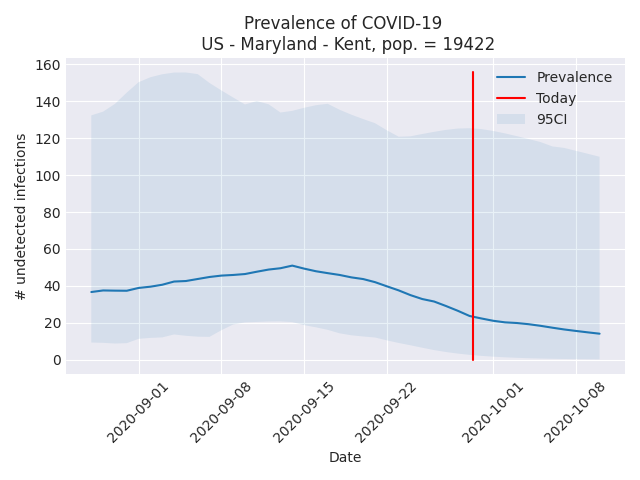 Prevalence of COVID-19
US - Maryland - Kent, pop. = 19422
160
140
120
100
80
60
40
20
0
# undetected infections
Prevalence
Today
95CI
2020-09-01
2020-09-08
2020-09-15
2020-09-22
2020-10-01
2020-10-08
Date